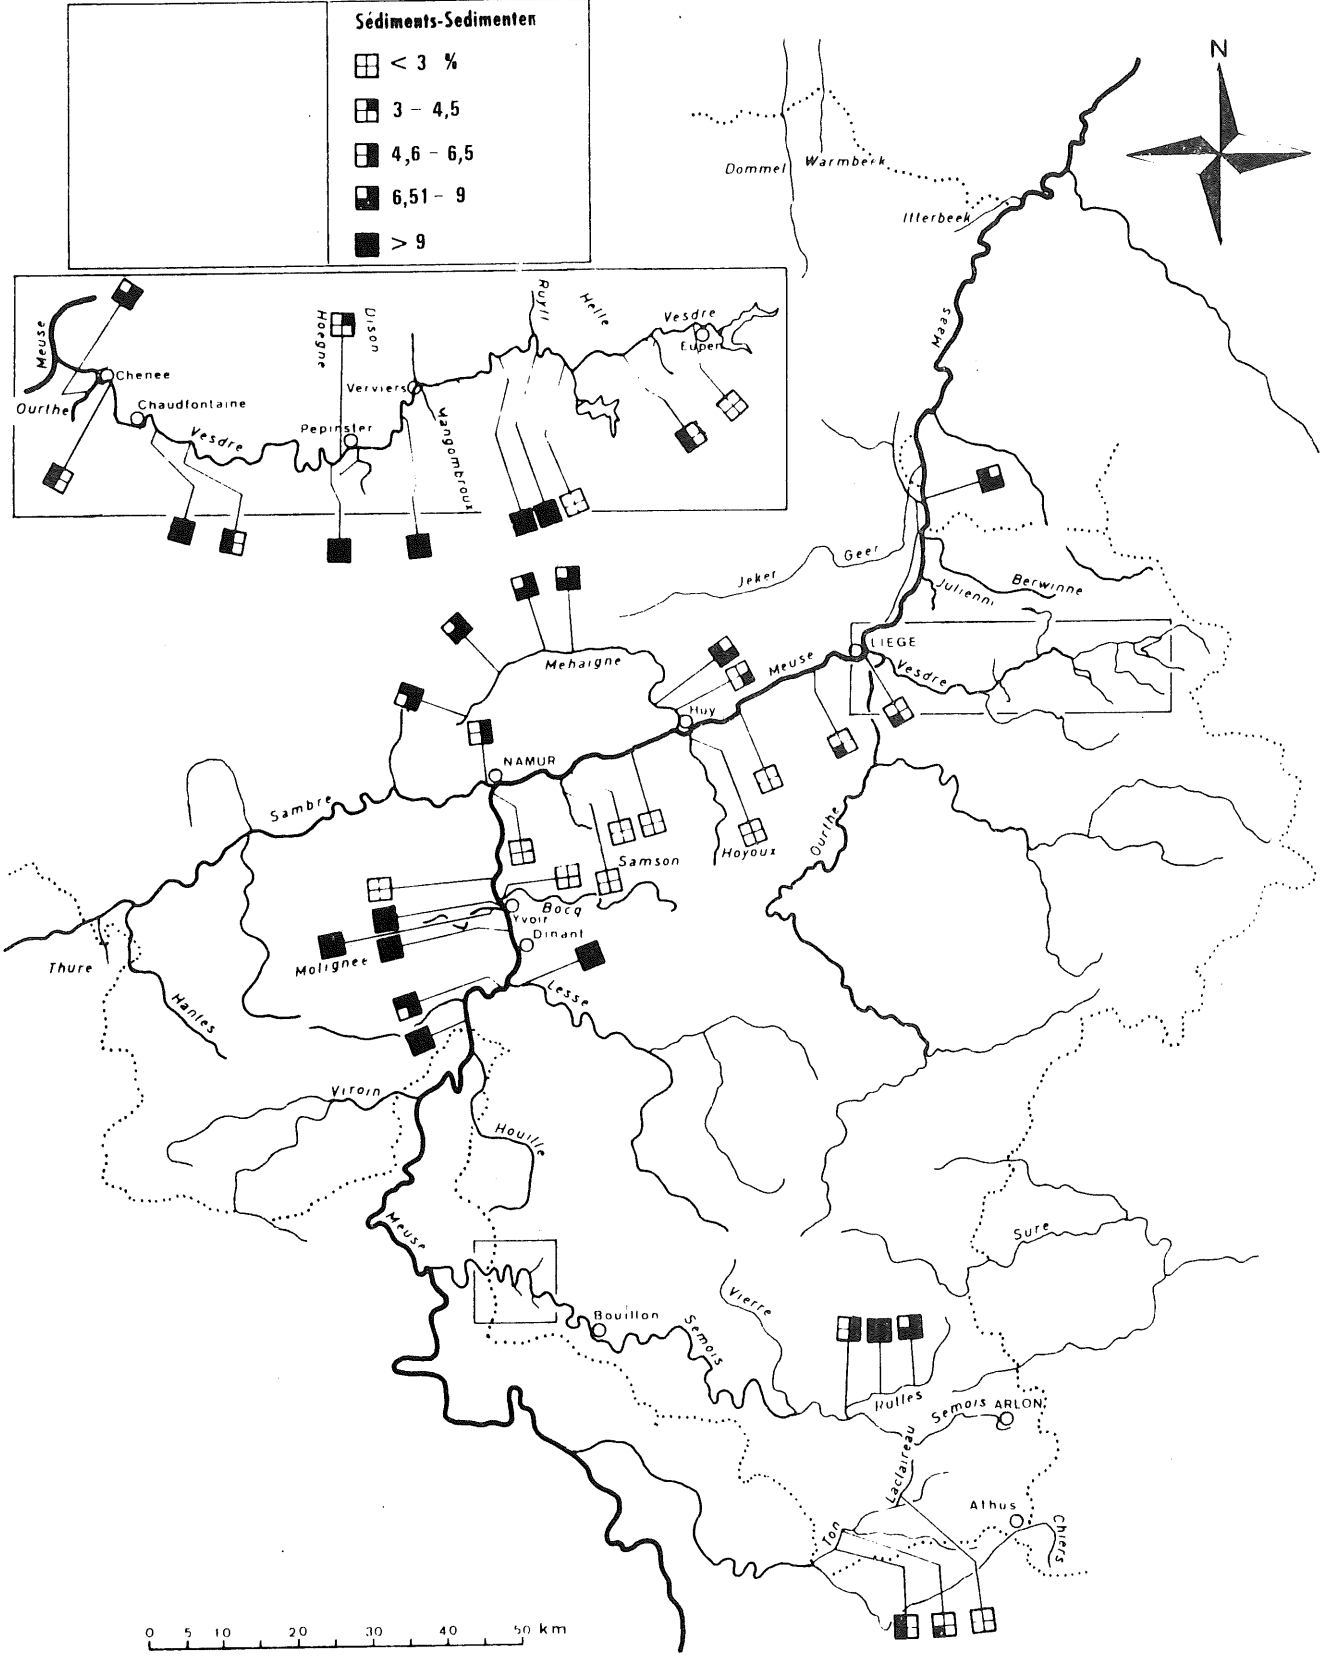 Sédiments-Sedimenten
< 3 %
3 - 4,5
4,6 - 6,5
6,51 - 9
> 9
N
Dommel
Warmbeek
Itterbeek
Maas
Meuse
Ourthe
Chenee
Chaudfontaine
Vesdre
Hoegne
Dison
Pepinster
Verviers
Mangombroux
Ruyff
Helle
Vesdre
Eupen
Jeker
Geer
Berwinne
Julienni
LIEGE
Vesdre
Mehaigne
Meuse
Huy
NAMUR
Sambre
Ourthe
Samson
Hoyoux
Bocq
Yvoir
Dinant
Molignee
Thure
Hantes
Lesse
Viroin
Houille
Meuse
Sure
Vierre
Bouillon
Semois
Rulles
Semois
ARLON
Laclaireau
Athus
Ton
Chiers
0 5 10 20 30 40 50 km